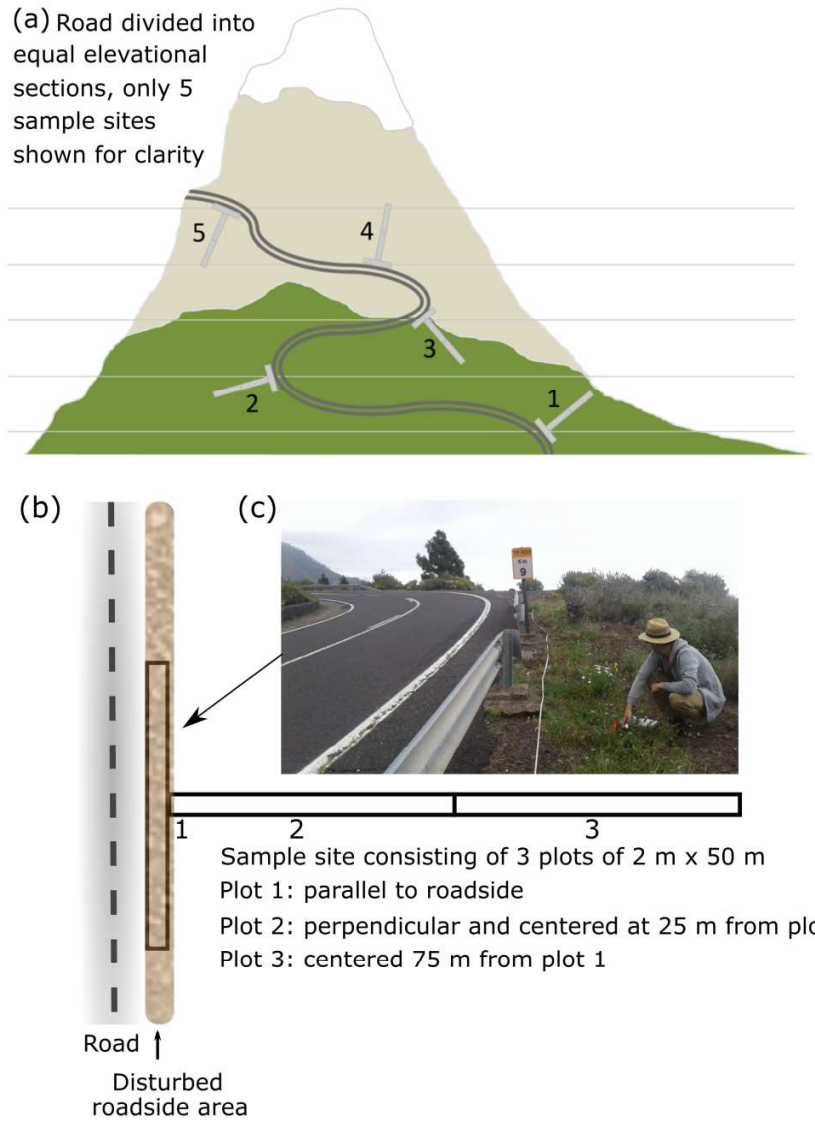 (a) Road divided into
equal elevational
sections, only 5
sample sites
shown for clarity
5
4
3
2
1
(b)
(c)
Km
9
1
2
3
Sample site consisting of 3 plots of 2 m x 50 m
Plot 1: parallel to roadside
Plot 2: perpendicular and centered at 25 m from plo
Plot 3: centered 75 m from plot 1
Road
Disturbed
roadside area